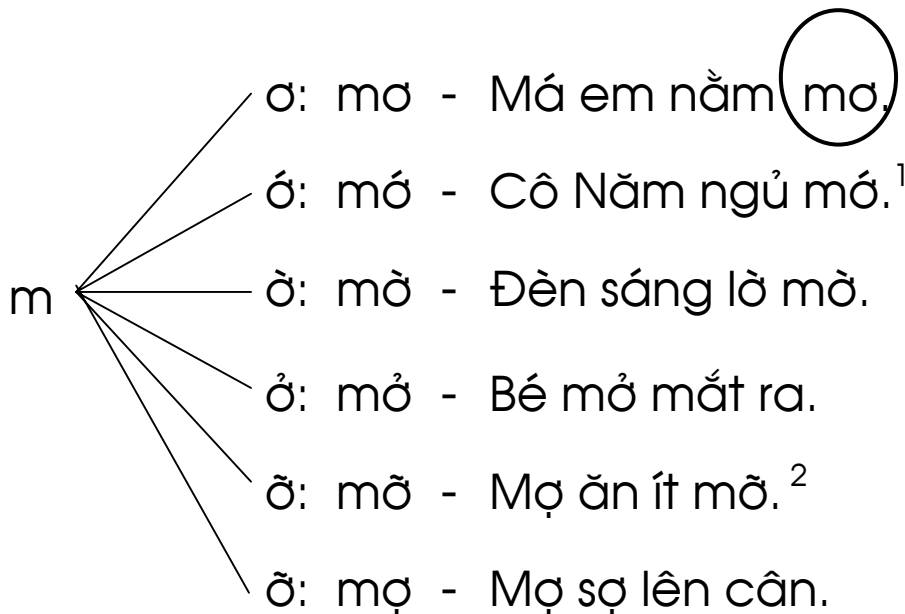 ơ: mơ - Má em nằm mơ.
ớ: mớ - Cô Năm ngủ mớ.1
m ờ: mờ - Đèn sáng lờ mờ.
ở: mở - Bé mở mắt ra.
ỡ: mỡ - Mợ ăn ít mỡ. 2
ỡ: mợ - Mợ sợ lên cân.